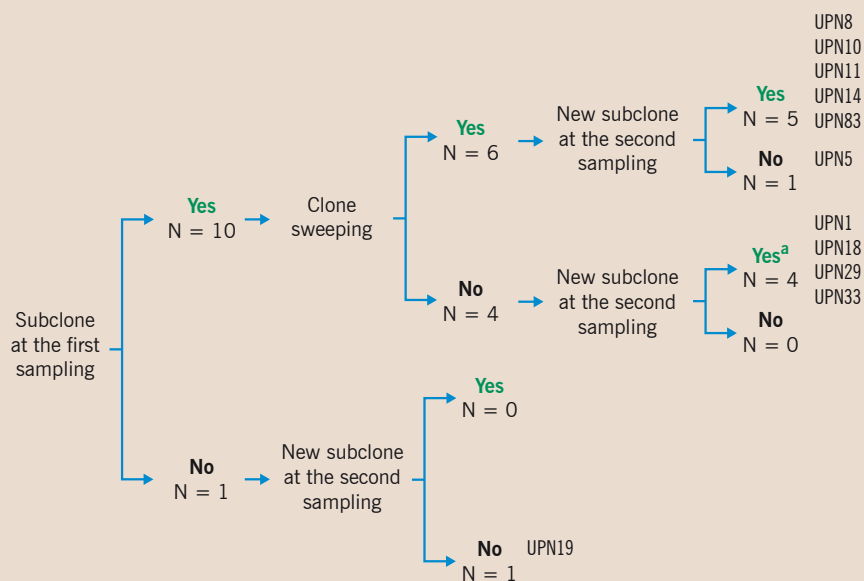 Subclone
at the first
sampling
Yes
N = 10
Clone
sweeping
Yes
N = 6
New subclone
at the second
sampling
Yes
N = 5
UPN8
UPN10
UPN11
UPN14
UPN83
No
N = 1
UPN5
No
N = 4
New subclone
at the second
sampling
Yesᵃ
N = 4
UPN1
UPN18
UPN29
UPN33
No
N = 0
No
N = 1
New subclone
at the second
sampling
Yes
N = 0
No
N = 1
UPN19